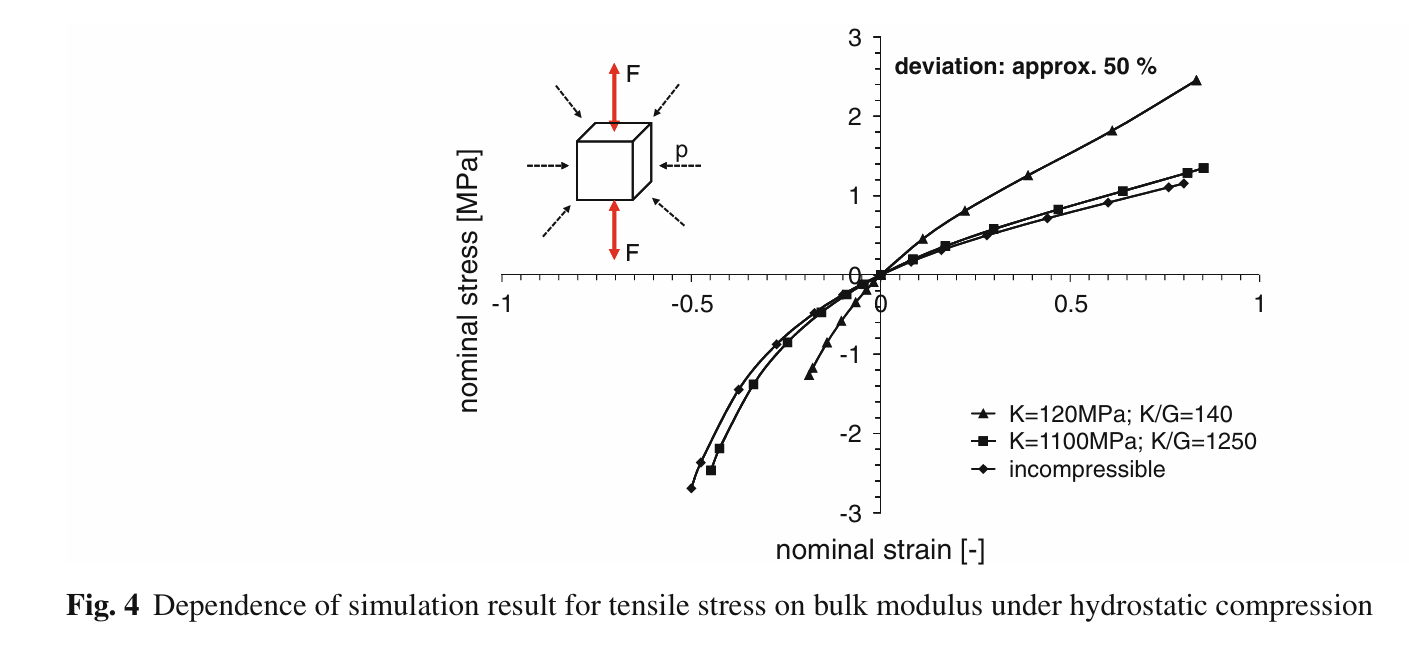 3
deviation: approx. 50 %
F
2
p
nominal stress [MPa]
1
F
0
-1
-0.5
0
0.5
1
-1
K=120MPa; K/G=140
-2
K=1100MPa; K/G=1250
incompressible
-3
nominal strain [-]
Fig. 4 Dependence of simulation result for tensile stress on bulk modulus under hydrostatic compression